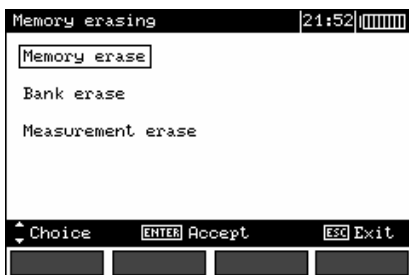 Memory erasing 21:52
Memory erase
Bank erase
Measurement erase
Choice ENTER Accept ESC Exit